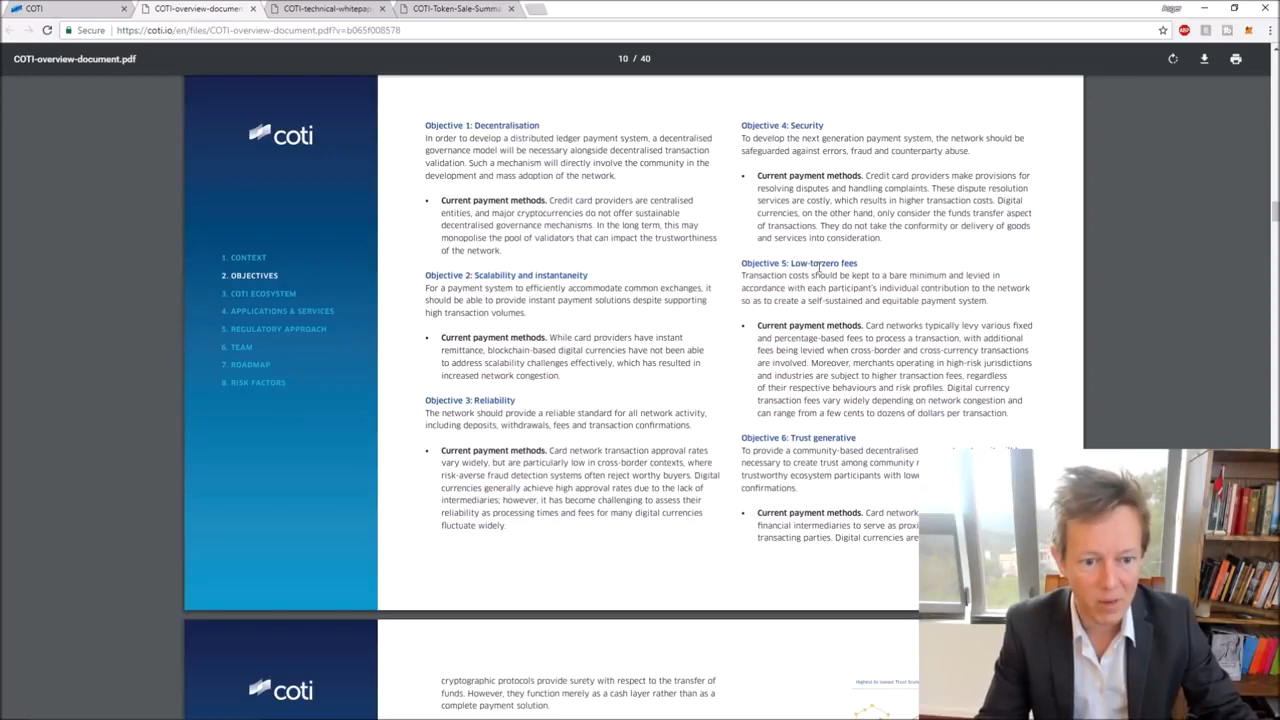 COTI
COTI-overview-documen
COTI-technical-whitepap
COTI-Token-Sale-Summa
Secure
https://coti.io/en/files/COTI-overview-document.pdf?v=b065f008578
COTI-overview-document.pdf
10 / 40
coti
1. CONTEXT
2. OBJECTIVES
3. COTI ECOSYSTEM
4. APPLICATIONS & SERVICES
5. REGULATORY APPROACH
6. TEAM
7. ROADMAP
8. RISK FACTORS
Objective 1: Decentralisation
In order to develop a distributed ledger payment system, a decentralised
governance model will be necessary alongside decentralised transaction
validation. Such a mechanism will directly involve the community in the
development and mass adoption of the network.
• Current payment methods. Credit card providers are centralised
entities, and major cryptocurrencies do not offer sustainable
decentralised governance mechanisms. In the long term, this may
monopolise the pool of validators that can impact the trustworthiness
of the network.
Objective 2: Scalability and instantaneity
For a payment system to efficiently accommodate common exchanges, it
should be able to provide instant payment solutions despite supporting
high transaction volumes.
• Current payment methods. While card providers have instant
remittance, blockchain-based digital currencies have not been able
to address scalability challenges effectively, which has resulted in
increased network congestion.
Objective 3: Reliability
The network should provide a reliable standard for all network activity,
including deposits, withdrawals, fees and transaction confirmations.
• Current payment methods. Card network transaction approval rates
vary widely, but are particularly low in cross-border contexts, where
risk-averse fraud detection systems often reject worthy buyers. Digital
currencies generally achieve high approval rates due to the lack of
intermediaries; however, it has become challenging to assess their
reliability as processing times and fees for many digital currencies
fluctuate widely.
Objective 4: Security
To develop the next generation payment system, the network should be
safeguarded against errors, fraud and counterparty abuse.
• Current payment methods. Credit card providers make provisions for
resolving disputes and handling complaints. These dispute resolution
services are costly, which results in higher transaction costs. Digital
currencies, on the other hand, only consider the funds transfer aspect
of transactions. They do not take the conformity or delivery of goods
and services into consideration.
Objective 5: Low-to-zero fees
Transaction costs should be kept to a bare minimum and levied in
accordance with each participant's individual contribution to the network
so as to create a self-sustained and equitable payment system.
• Current payment methods. Card networks typically levy various fixed
and percentage-based fees to process a transaction, with additional
fees being levied when cross-border and cross-currency transactions
are involved. Moreover, merchants operating in high-risk jurisdictions
and industries are subject to higher transaction fees, regardless
of their respective behaviours and risk profiles. Digital currency
transaction fees vary widely depending on network congestion and
can range from a few cents to dozens of dollars per transaction.
Objective 6: Trust generative
To provide a community-based decentralised
necessary to create trust among community
trustworthy ecosystem participants with
confirmations.
• Current payment methods. Card network
financial intermediaries to serve as
transacting parties. Digital currencies are
coti
cryptographic protocols provide surety with respect to the transfer of
funds. However, they function merely as a cash layer rather than as a
complete payment solution.
Highest to lowest Trust